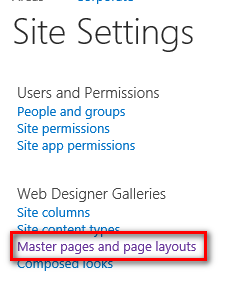 Site Settings
Users and Permissions
People and groups
Site permissions
Site app permissions
Web Designer Galleries
Site columns
Site content types
Master pages and page layouts
Composed looks